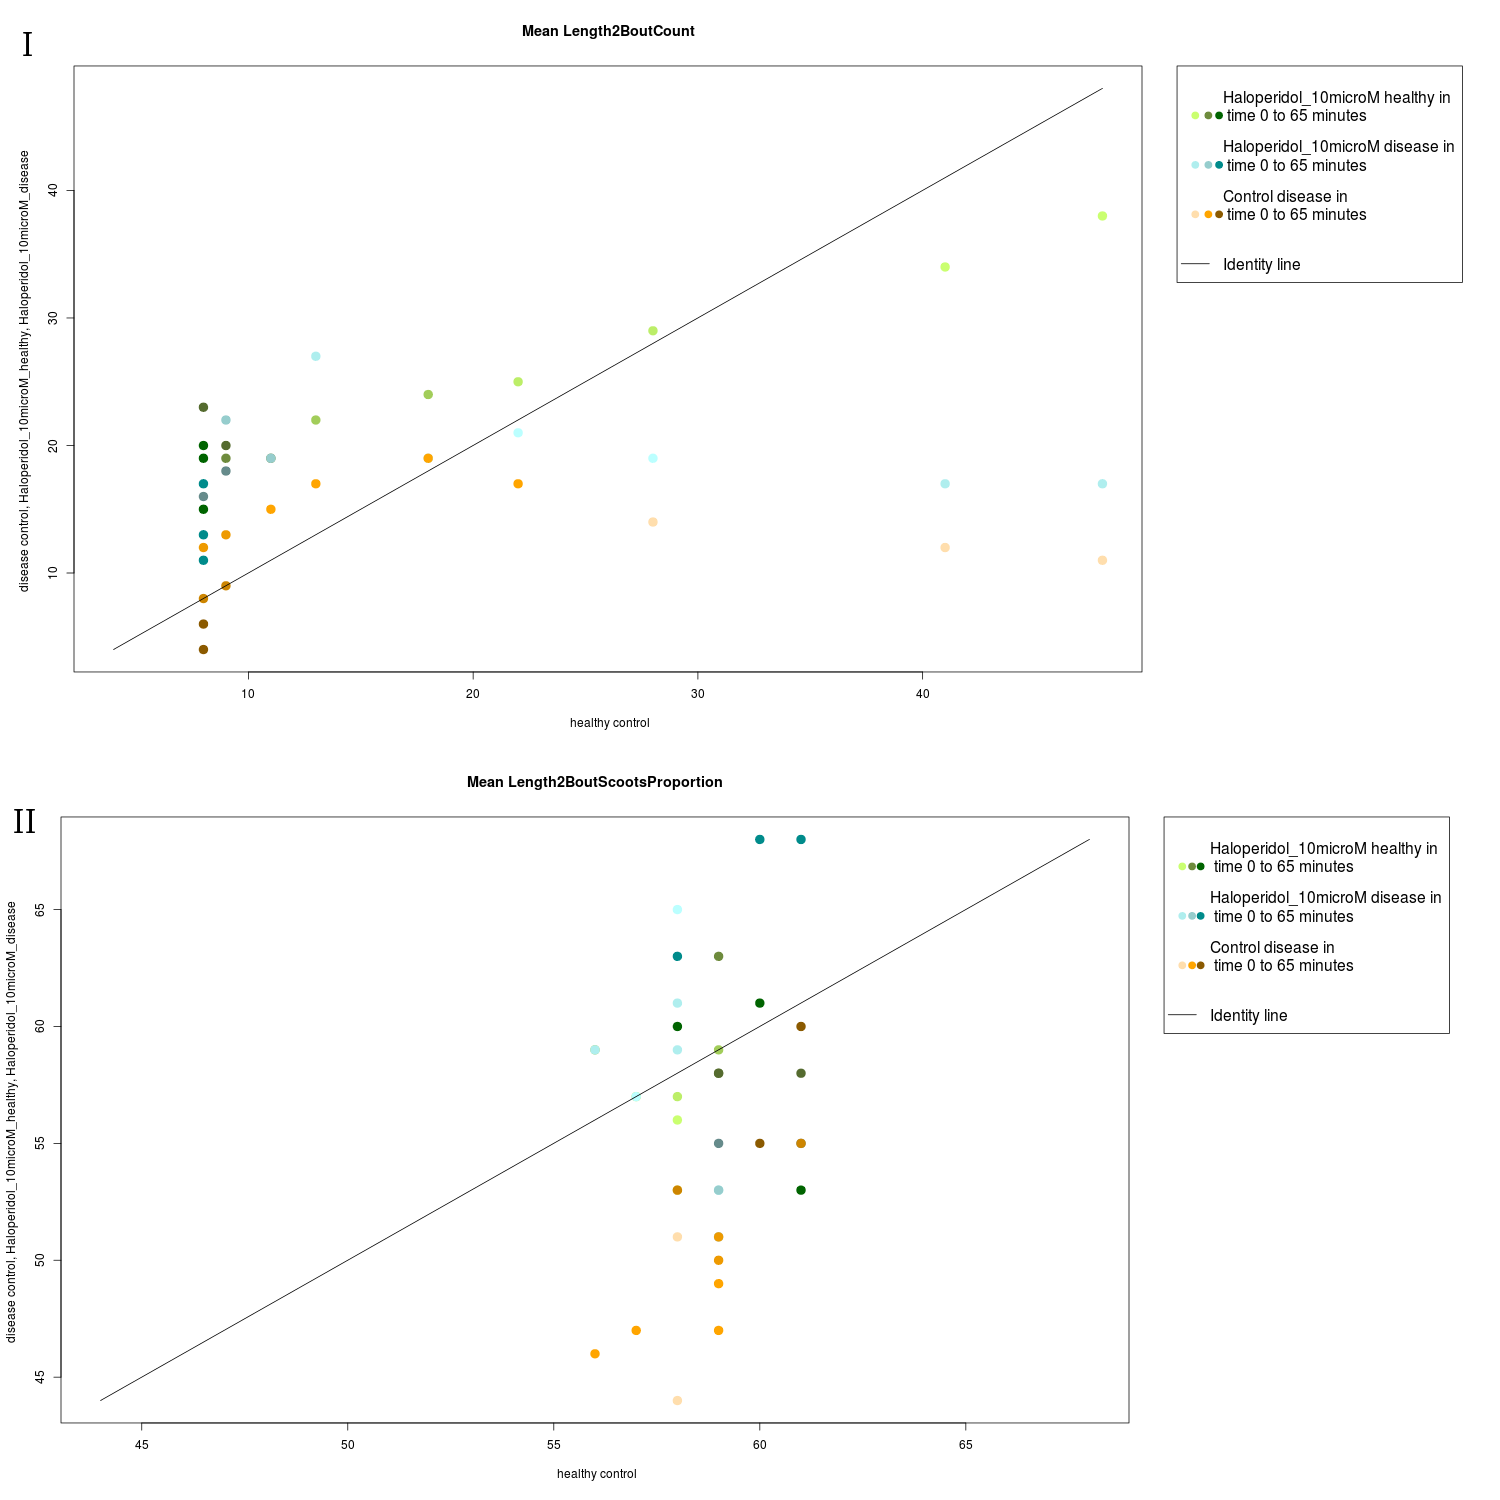 I
Mean Length2BoutCount
disease control, Haloperidol_10microM_healthy, Haloperidol_10microM_disease
40
30
20
10
10 20 30 40
healthy control
Haloperidol_10microM healthy in
time 0 to 65 minutes
Haloperidol_10microM disease in
time 0 to 65 minutes
Control disease in
time 0 to 65 minutes
Identity line
II
Mean Length2BoutScootsProportion
disease control, Haloperidol_10microM_healthy, Haloperidol_10microM_disease
65
60
55
50
45
45 50 55 60 65
healthy control
Haloperidol_10microM healthy in
time 0 to 65 minutes
Haloperidol_10microM disease in
time 0 to 65 minutes
Control disease in
time 0 to 65 minutes
Identity line